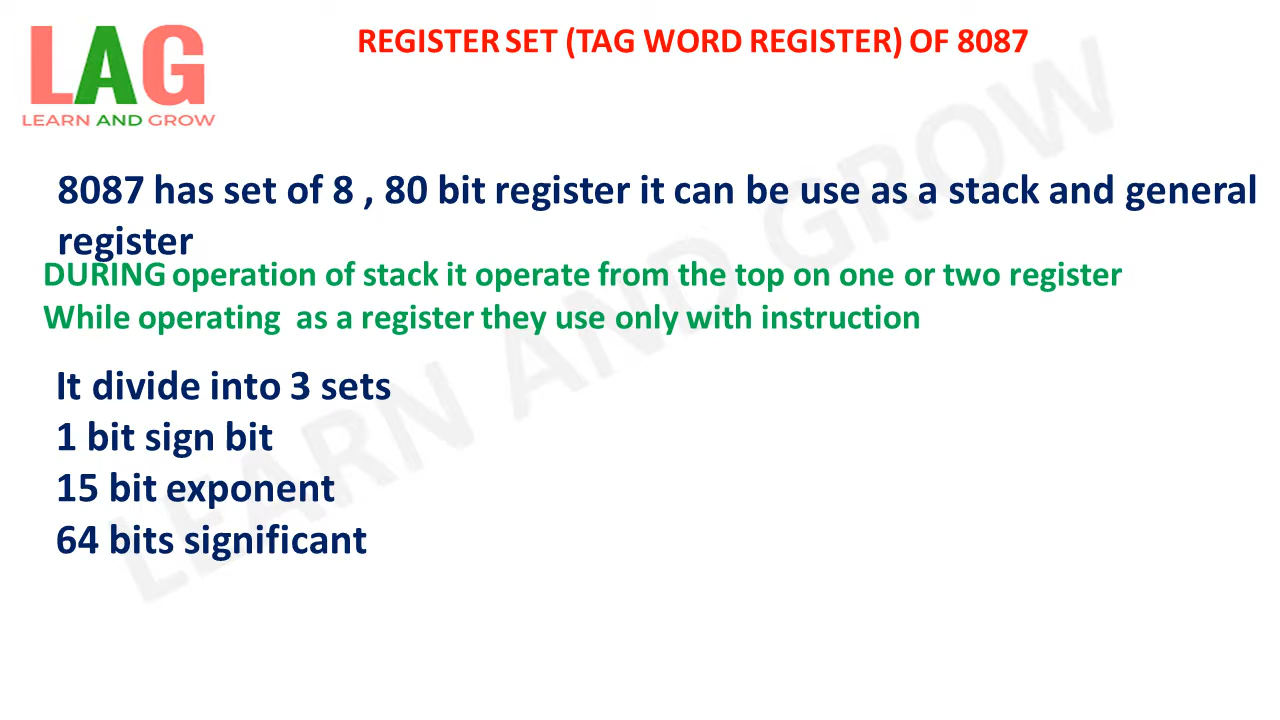 LAG
LEARN AND GROW
REGISTER SET (TAG WORD REGISTER) OF 8087
8087 has set of 8 , 80 bit register it can be use as a stack and general
register
DURING operation of stack it operate from the top on one or two register
While operating as a register they use only with instruction
It divide into 3 sets
1 bit sign bit
15 bit exponent
64 bits significant
LEARN AND GROW